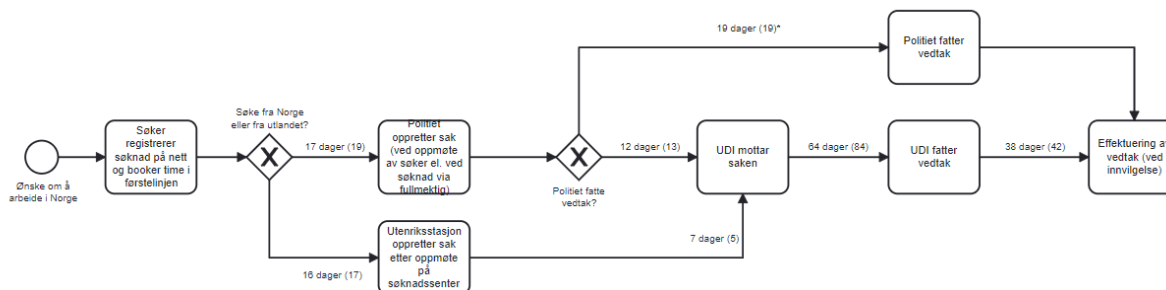 Ønske om å
arbeide i Norge
Søker
registrerer
søknad på nett
og booker time i
førstelinjen
Søke fra Norge
eller fra utlandet?
17 dager (19)
16 dager (17)
Politiet
oppretter sak
(ved oppmøte
av søker el. ved
søknad via
fullmektig)
Utenriksstasjon
oppretter sak
etter oppmøte
på
søknadssenter
Politiet fatte
vedtak?
19 dager (19)*
12 dager (13)
7 dager (5)
Politiet fatter
vedtak
UDI mottar
saken
64 dager (84)
UDI fatter
vedtak
38 dager (42)
Effektuering av
vedtak (ved
innvilgelse)